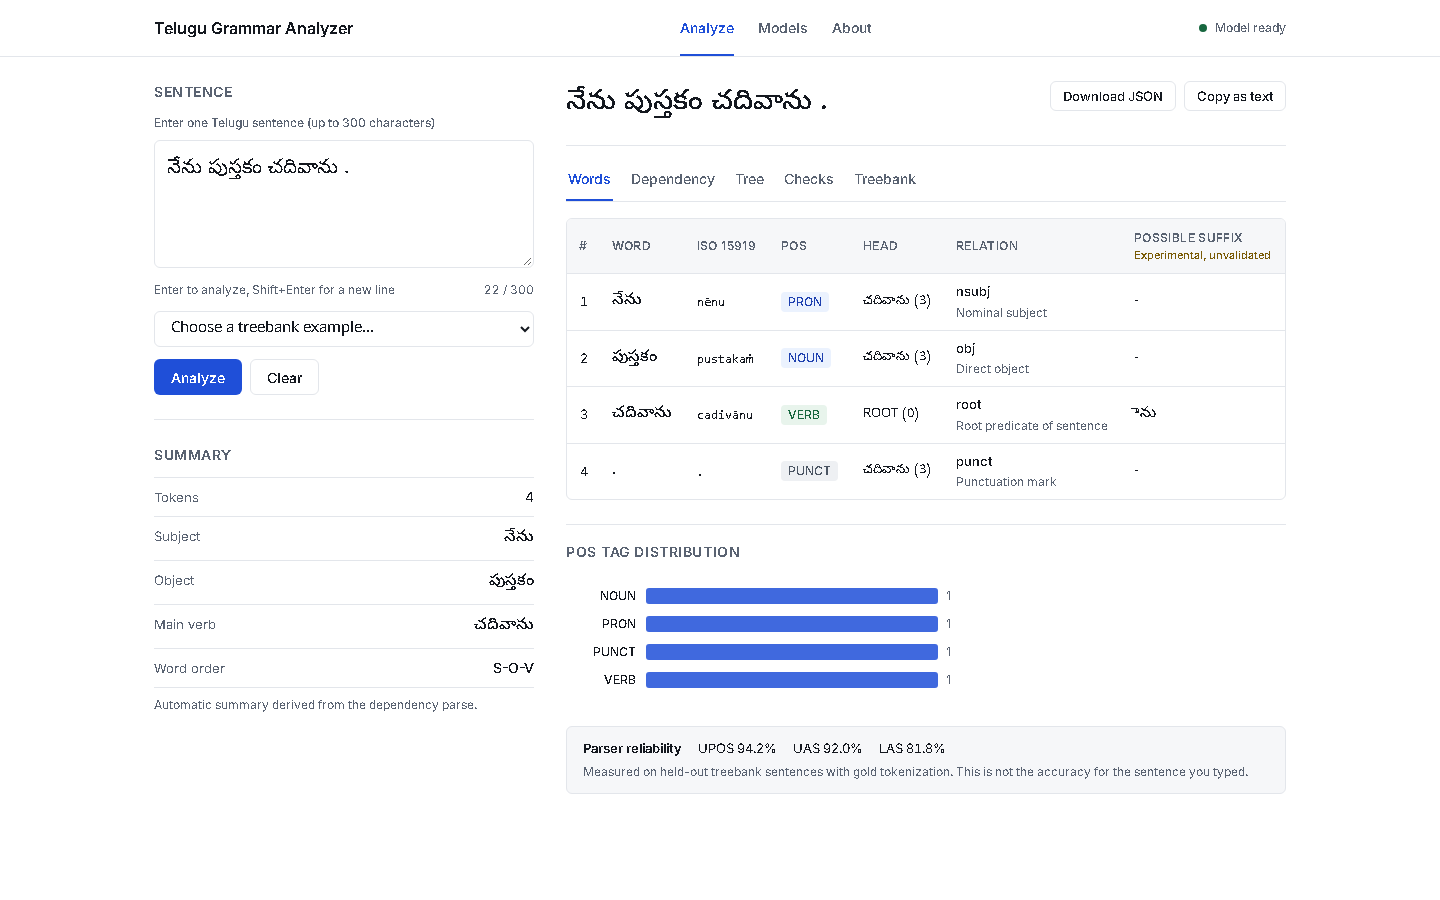 Telugu Grammar Analyzer
Analyze Models About
Model ready
SENTENCE
Enter one Telugu sentence (up to 300 characters)
నేను పుస్తకం చదివాను .
Enter to analyze, Shift+Enter for a new line 22 / 300
Choose a treebank example...
Analyze Clear
SUMMARY
Tokens 4
Subject నేను
Object పుస్తకం
Main verb చదివాను
Word order S-O-V
Automatic summary derived from the dependency parse.
నేను పుస్తకం చదివాను .
Download JSON Copy as text
Words Dependency Tree Checks Treebank
# WORD ISO 15919 POS HEAD RELATION POSSIBLE SUFFIX
Experimental, unvalidated
1 నేను nēnu PRON చదివాను (3) nsubj -
Nominal subject
2 పుస్తకం pustakaṁ NOUN చదివాను (3) obj -
Direct object
3 చదివాను cadivānu VERB ROOT (0) root ాను
Root predicate of sentence
4 . . PUNCT చదివాను (3) punct -
Punctuation mark
POS TAG DISTRIBUTION
NOUN 1
PRON 1
PUNCT 1
VERB 1
Parser reliability UPOS 94.2% UAS 92.0% LAS 81.8%
Measured on held-out treebank sentences with gold tokenization. This is not the accuracy for the sentence you typed.